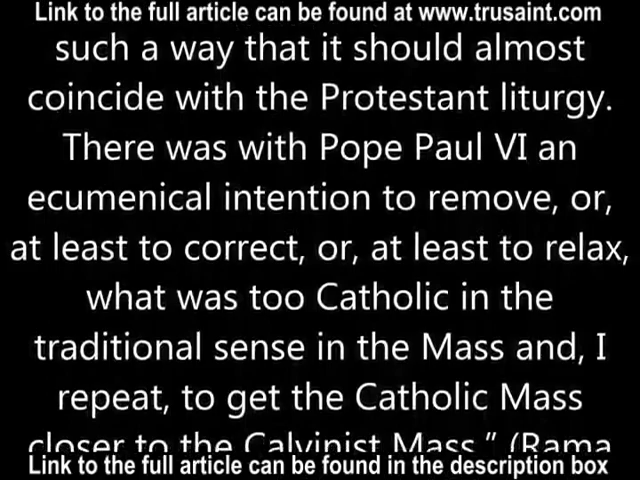 Link to the full article can be found at www.trusaint.com
such a way that it should almost
coincide with the Protestant liturgy.
There was with Pope Paul VI an
ecumenical intention to remove, or,
at least to correct, or, at least to relax,
what was too Catholic in the
traditional sense in the Mass and, I
repeat, to get the Catholic Mass
closer to the Calvinist Mass.” (Rama
Link to the full article can be found in the description box